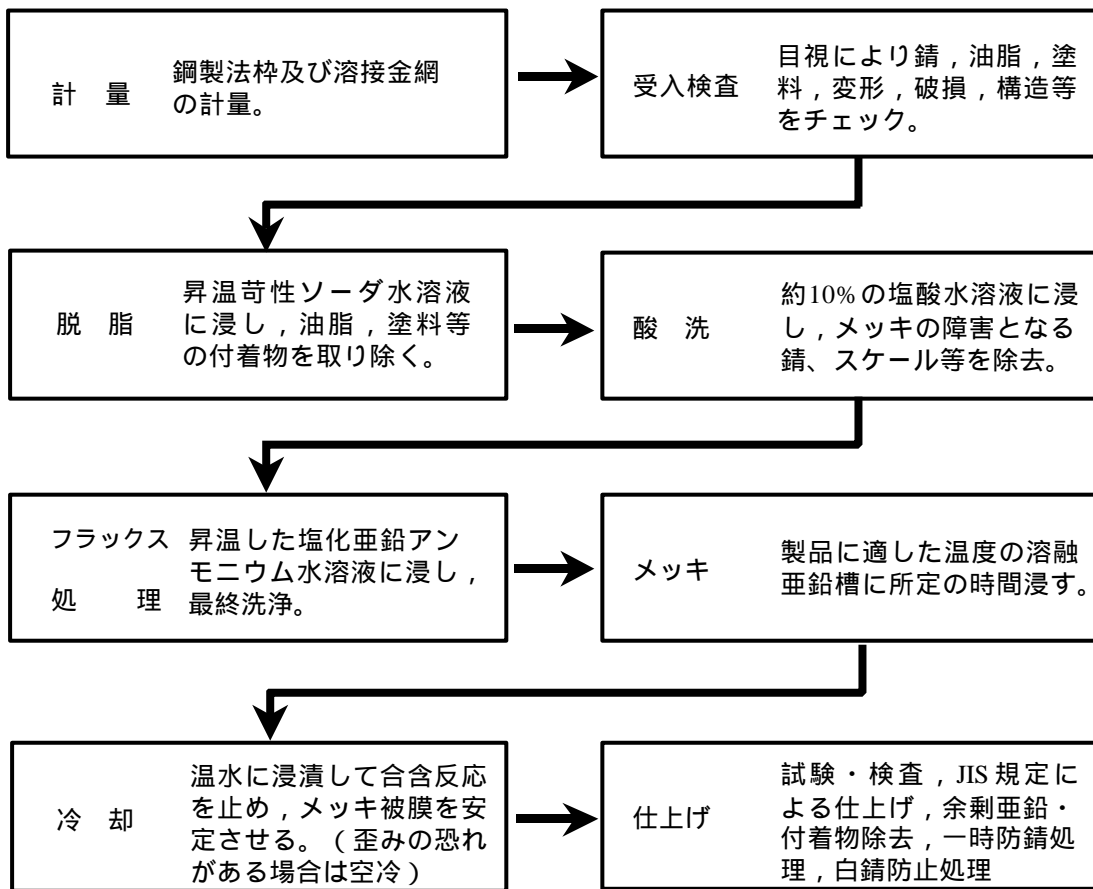 計 量
鋼製法枠及び溶接金網
の計量。
受入検査
目視により錆，油脂，塗
料，変形，破損，構造等
をチェック。
脱 脂
昇温苛性ソーダ水溶液
に浸し，油脂，塗料等
の付着物を取り除く。
酸 洗
約10%の塩酸水溶液に浸
し，メッキの障害となる
錆、スケール等を除去。
フラックス
処 理
昇温した塩化亜鉛アン
モニウム水溶液に浸し，
最終洗浄。
メッキ
製品に適した温度の溶融
亜鉛槽に所定の時間浸す。
冷 却
温水に浸漬して合含反応
を止め，メッキ被膜を安
定させる。（歪みの恐れ
がある場合は空冷）
仕上げ
試験・検査，JIS 規定に
よる仕上げ，余剰亜鉛・
付着物除去，一時防錆処
理，白錆防止処理